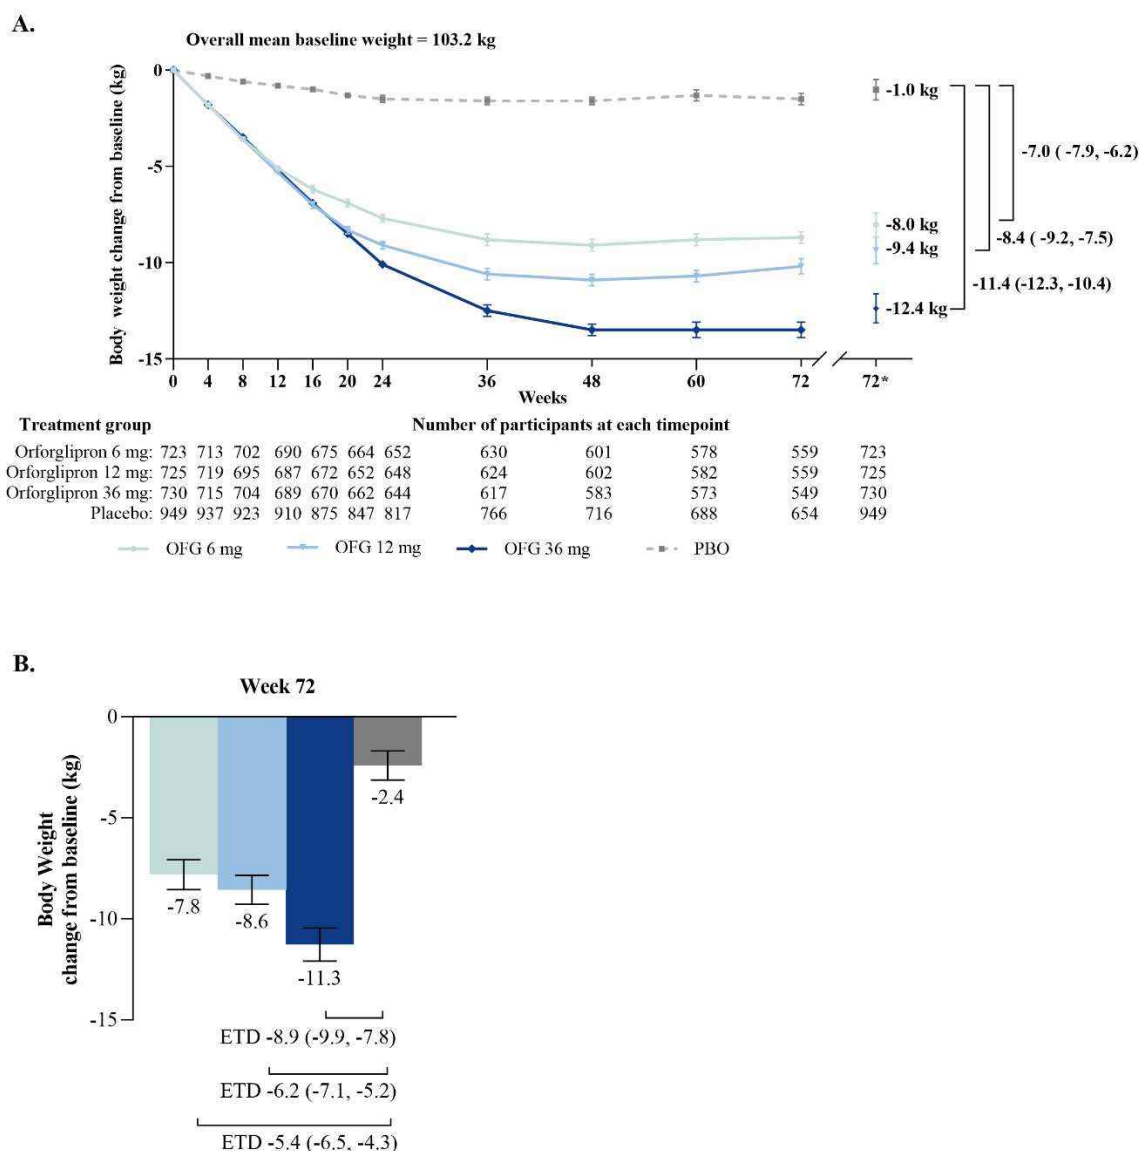 A.
Overall mean baseline weight = 103.2 kg
Body weight change from baseline (kg)
0
-5
-10
-15
-1.0 kg
-7.0 ( -7.9, -6.2)
-8.0 kg
-8.4 ( -9.2, -7.5)
-9.4 kg
-11.4 (-12.3, -10.4)
-12.4 kg
0 4 8 12 16 20 24 36 48 60 72 72*
Weeks
Treatment group Number of participants at each timepoint
Orforglipron 6 mg: 723 713 702 690 675 664 652 630 601 578 559 723
Orforglipron 12 mg: 725 719 695 687 672 652 648 624 602 582 559 725
Orforglipron 36 mg: 730 715 704 689 670 662 644 617 583 573 549 730
Placebo: 949 937 923 910 875 847 817 766 716 688 654 949
OFG 6 mg OFG 12 mg OFG 36 mg PBO
B.
Week 72
Body Weight
change from baseline (kg)
0
-5
-10
-15
-2.4
-7.8
-8.6
-11.3
ETD -8.9 (-9.9, -7.8)
ETD -6.2 (-7.1, -5.2)
ETD -5.4 (-6.5, -4.3)